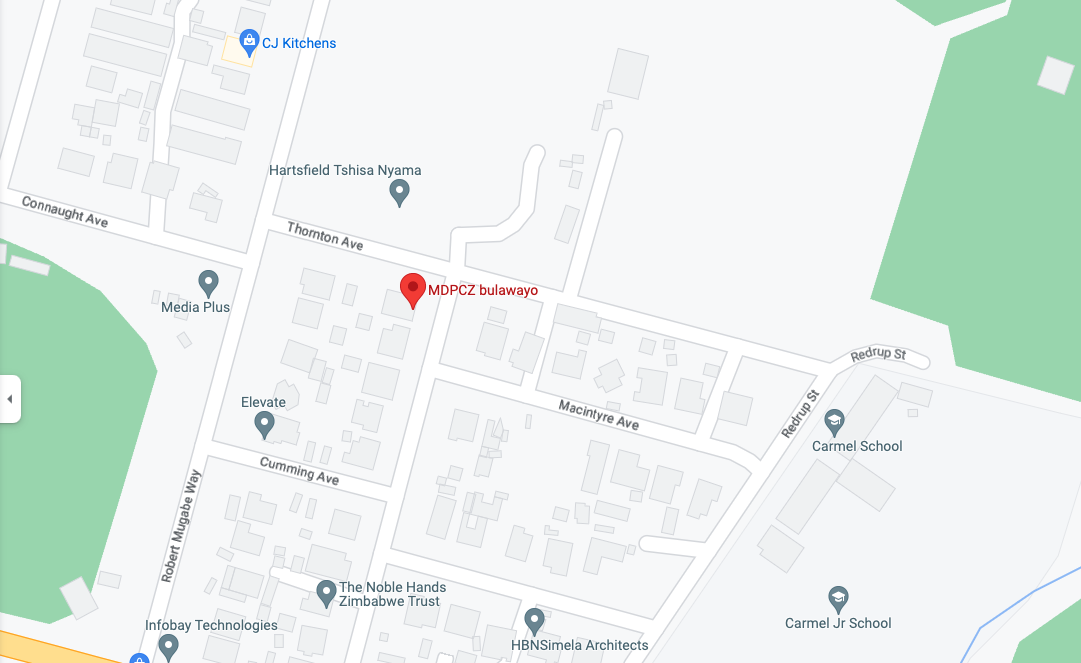 CJ Kitchens
Hartsfield Tshisa Nyama
Connaught Ave
Thornton Ave
MDPCZ bulawayo
Media Plus
Redrup St
Redrup St
Elevate
Macintyre Ave
Carmel School
Cumming Ave
Robert Mugabe Way
The Noble Hands
Zimbabwe Trust
Infobay Technologies
Carmel Jr School
HBNSimela Architects